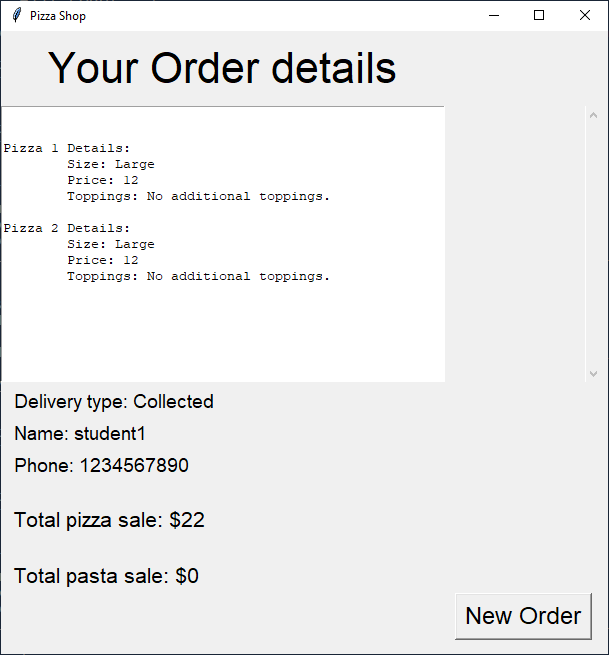 Pizza Shop
Your Order details
Pizza 1 Details:
Size: Large
Price: 12
Toppings: No additional toppings.
Pizza 2 Details:
Size: Large
Price: 12
Toppings: No additional toppings.
Delivery type: Collected
Name: student1
Phone: 1234567890
Total pizza sale: $22
Total pasta sale: $0
New Order